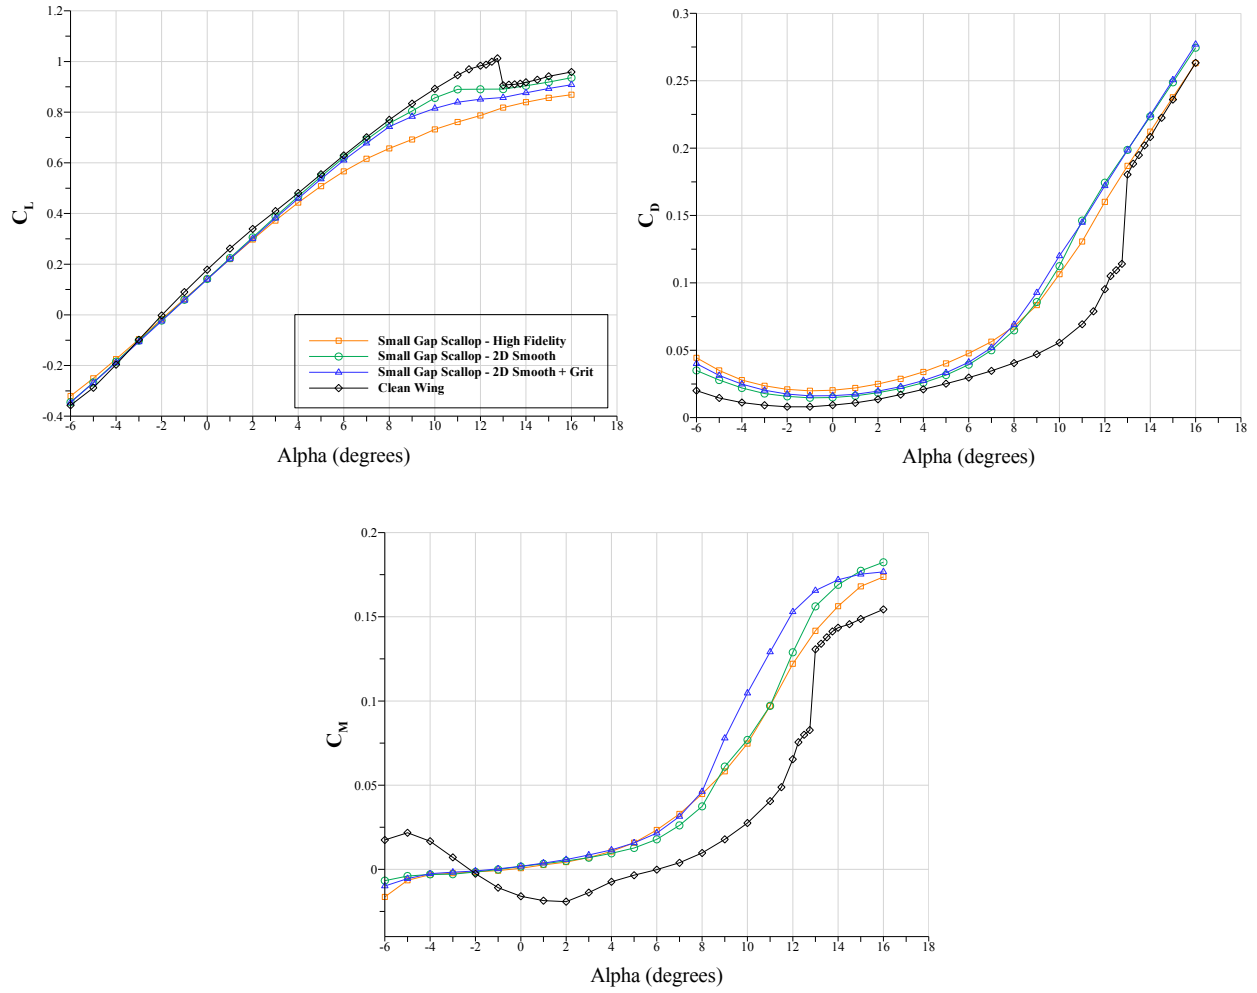 1.2
1
0.8
0.6
0.4
0.2
0
-0.2
-0.4
C_L
-6 -4 -2 0 2 4 6 8 10 12 14 16 18
Alpha (degrees)
Small Gap Scallop - High Fidelity
Small Gap Scallop - 2D Smooth
Small Gap Scallop - 2D Smooth + Grit
Clean Wing
0.3
0.25
0.2
0.15
0.1
0.05
0
C_D
-6 -4 -2 0 2 4 6 8 10 12 14 16 18
Alpha (degrees)
0.2
0.15
0.1
0.05
0
C_M
-6 -4 -2 0 2 4 6 8 10 12 14 16 18
Alpha (degrees)